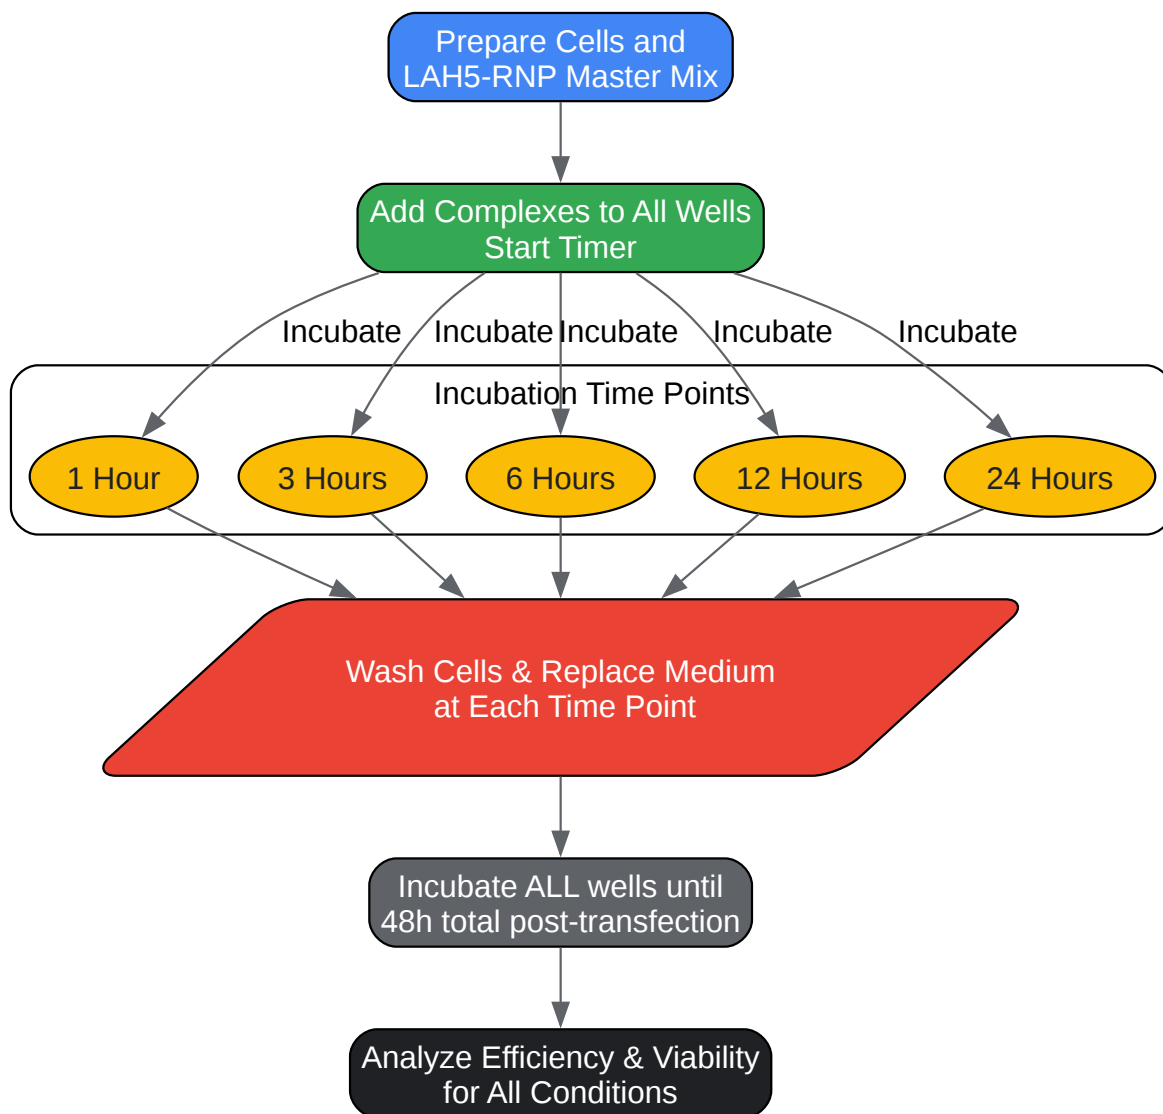 Prepare Cells and
LAH5-RNP Master Mix
Add Complexes to All Wells
Start Timer
Incubate
Incubate
Incubate
Incubate
Incubate
Incubation Time Points
1 Hour
3 Hours
6 Hours
12 Hours
24 Hours
Wash Cells & Replace Medium
at Each Time Point
Incubate ALL wells until
48h total post-transfection
Analyze Efficiency & Viability
for All Conditions